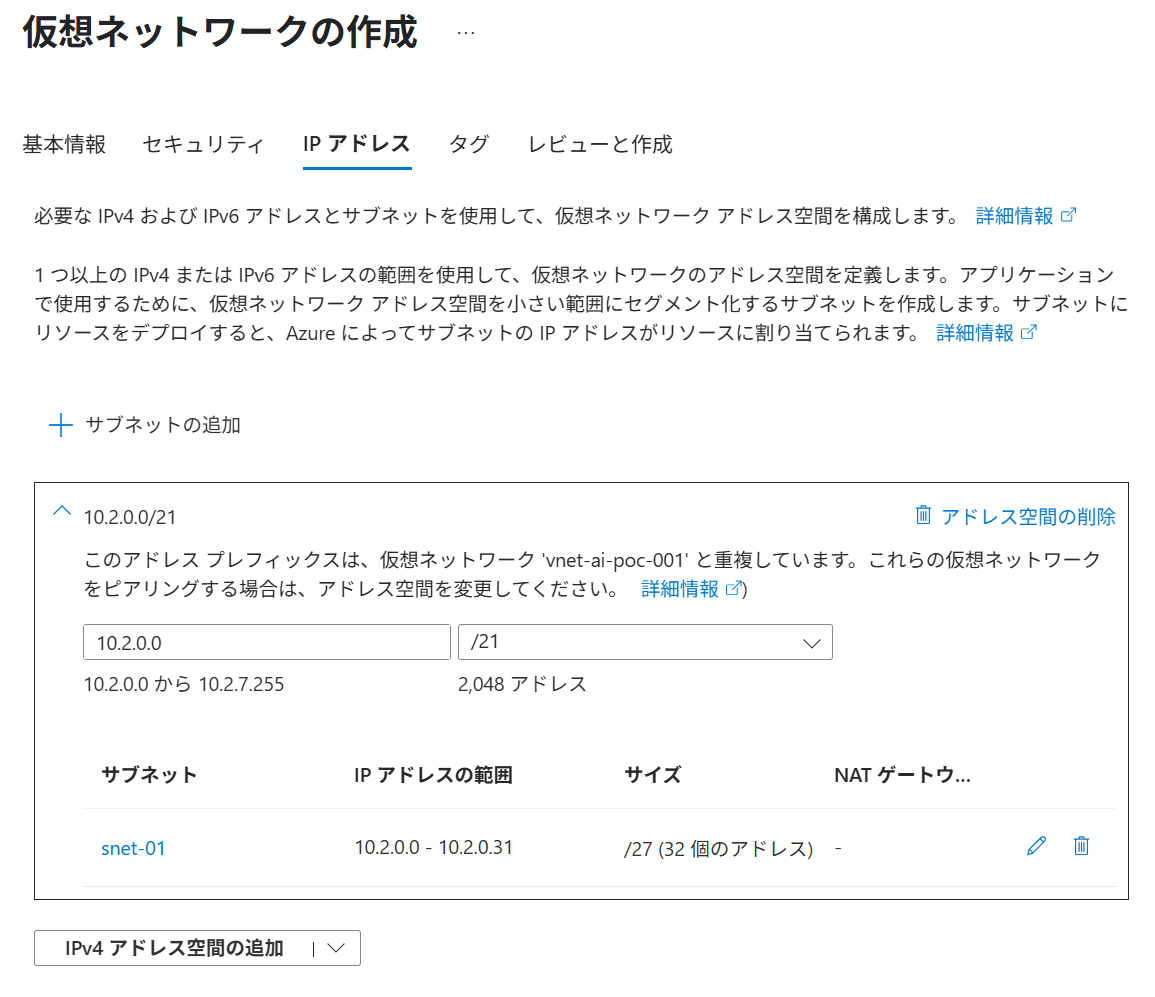 仮想ネットワークの作成 …
基本情報 セキュリティ IP アドレス タグ レビューと作成
必要な IPv4 および IPv6 アドレスとサブネットを使用して、仮想ネットワーク アドレス空間を構成します。 詳細情報
1 つ以上の IPv4 または IPv6 アドレスの範囲を使用して、仮想ネットワークのアドレス空間を定義します。アプリケーション
で使用するために、仮想ネットワーク アドレス空間を小さい範囲にセグメント化するサブネットを作成します。サブネットに
リソースをデプロイすると、Azure によってサブネットの IP アドレスがリソースに割り当てられます。 詳細情報
サブネットの追加
10.2.0.0/21 アドレス空間の削除
このアドレス プレフィックスは、仮想ネットワーク 'vnet-ai-poc-001' と重複しています。これらの仮想ネットワーク
をピアリングする場合は、アドレス空間を変更してください。 詳細情報)
10.2.0.0 /21
10.2.0.0 から 10.2.7.255 2,048 アドレス
サブネット IP アドレスの範囲 サイズ NAT ゲートウ...
snet-01 10.2.0.0 - 10.2.0.31 /27 (32 個のアドレス) -
IPv4 アドレス空間の追加 |